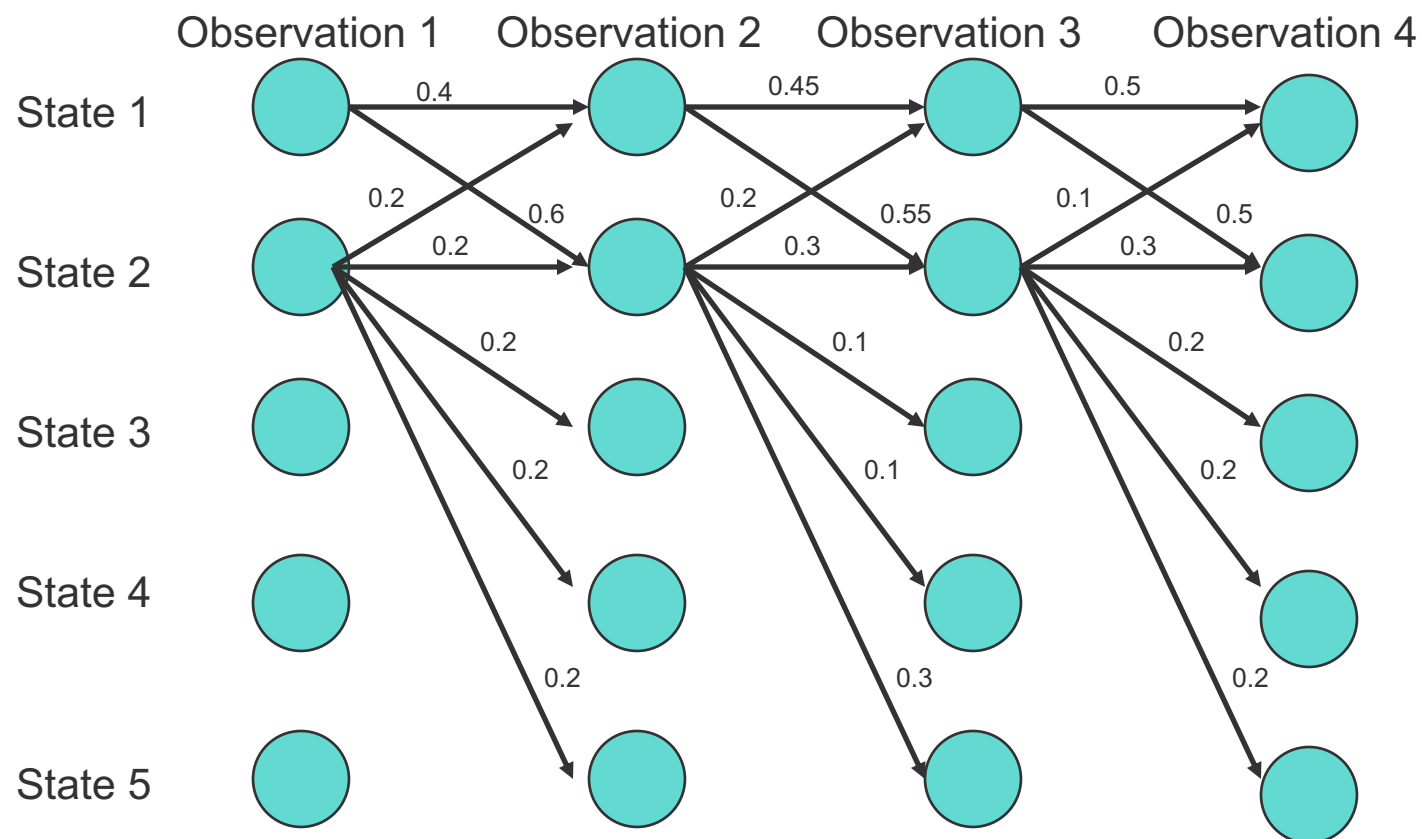 Observation 1 Observation 2 Observation 3 Observation 4
State 1
0.4 0.45 0.5
0.2 0.6 0.2 0.55 0.1 0.5
State 2
0.2 0.3 0.3
0.2 0.1 0.2
State 3
0.2 0.1 0.2
State 4
0.2 0.3 0.2
State 5